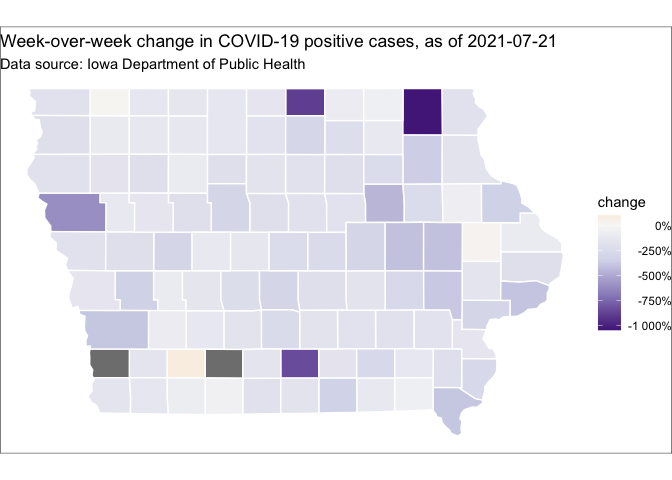 Week-over-week change in COVID-19 positive cases, as of 2021-07-21
Data source: Iowa Department of Public Health
change
0%
-250%
-500%
-750%
-1 000%